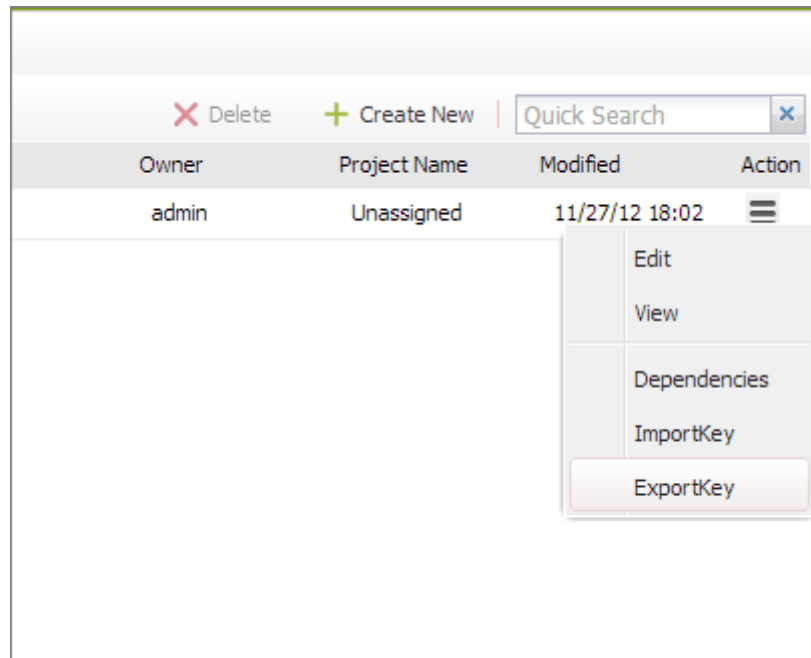 Delete Create New Quick Search
Owner Project Name Modified Action
admin Unassigned 11/27/12 18:02
Edit
View
Dependencies
ImportKey
ExportKey